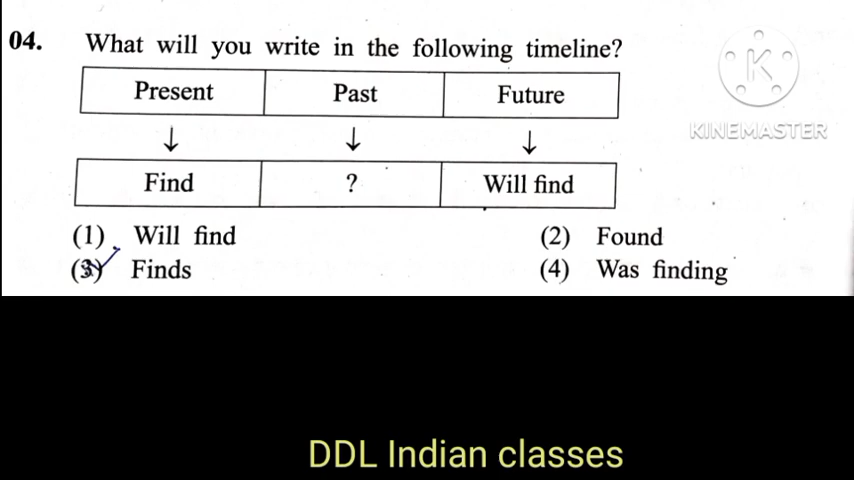 04. What will you write in the following timeline?
Present Past Future
↓ ↓ ↓
Find ? Will find
(1) Will find (2) Found
(3) Finds (4) Was finding
K
KINEMASTER
DDL Indian classes